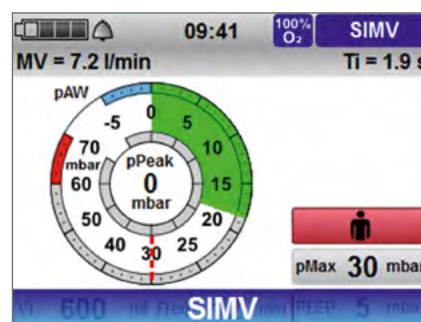 09:41
100%
O₂
SIMV
MV = 7.2 l/min
Ti = 1.9 s
pAW
-5
0
5
10
15
20
25
30
40
50
60
70
mbar
pPeak
0
mbar
pMax 30 mbar
SIMV
600
PEEP 5